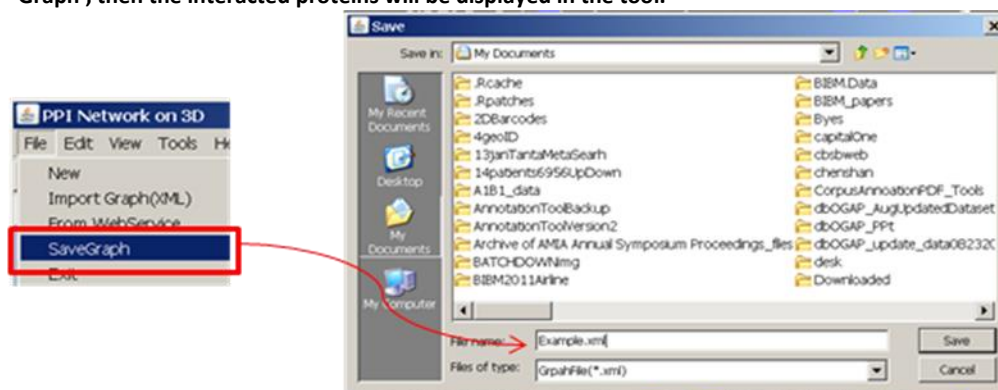 Graph', then the interacted proteins will be displayed in the tool.
Save
Save in:
My Documents
PPI Network on 3D
File Edit View Tools
New
Import Graph(XML)
From WebService
SaveGraph
Exit
My Recent
Documents
Desktop
My
Documents
My Computer
.Rcache
.Rpatches
2DBarcodes
4geoID
13janTantaMetaSearh
14patients6956UpDown
A1B1_data
AnnotationToolBackup
AnnotationToolVersion2
Archive of AMIA Annual Symposium Proceedings_files
BATCHDOWNimg
BIBM2011Airline
BIBM.Data
BIBM_papers
Byes
capitalOne
cbsbweb
chenshan
CorpusAnnoationPDF_Tools
dbOGAP_AugUpdatedDataset
dbOGAP_PPt
dbOGAP_update_data08232
desk
Downloaded
File name:
Example.xml
Save
Files of type:
GrpahFile(*.xml)
Cancel